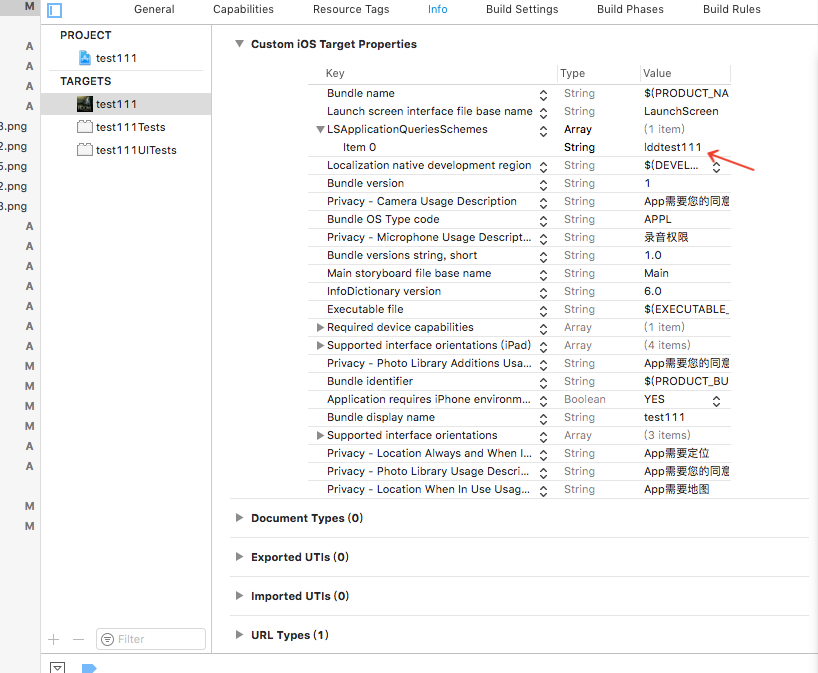 M
General Capabilities Resource Tags Info Build Settings Build Phases Build Rules
PROJECT
test111
TARGETS
test111
test111Tests
test111UITests
A
A
A
A
3.png
2.png
5.png
2.png
3.png
A
A
A
A
A
A
A
M
M
M
M
A
A
M
M
Custom iOS Target Properties
Key Type Value
Bundle name String $(PRODUCT_NA
Launch screen interface file base name String LaunchScreen
LSApplicationQueriesSchemes Array (1 item)
Item 0 String lddtest111
Localization native development region String $(DEVEL...
Bundle version String 1
Privacy - Camera Usage Description String App需要您的同意
Bundle OS Type code String APPL
Privacy - Microphone Usage Descript... String 录音权限
Bundle versions string, short String 1.0
Main storyboard file base name String Main
InfoDictionary version String 6.0
Executable file String $(EXECUTABLE_
Required device capabilities Array (1 item)
Supported interface orientations (iPad) Array (4 items)
Privacy - Photo Library Additions Usa... String App需要您的同意
Bundle identifier String $(PRODUCT_BU
Application requires iPhone environm... Boolean YES
Bundle display name String test111
Supported interface orientations Array (3 items)
Privacy - Location Always and When I... String App需要定位
Privacy - Photo Library Usage Descri... String App需要您的同意
Privacy - Location When In Use Usag... String App需要地图
Document Types (0)
Exported UTIs (0)
Imported UTIs (0)
URL Types (1)
Filter